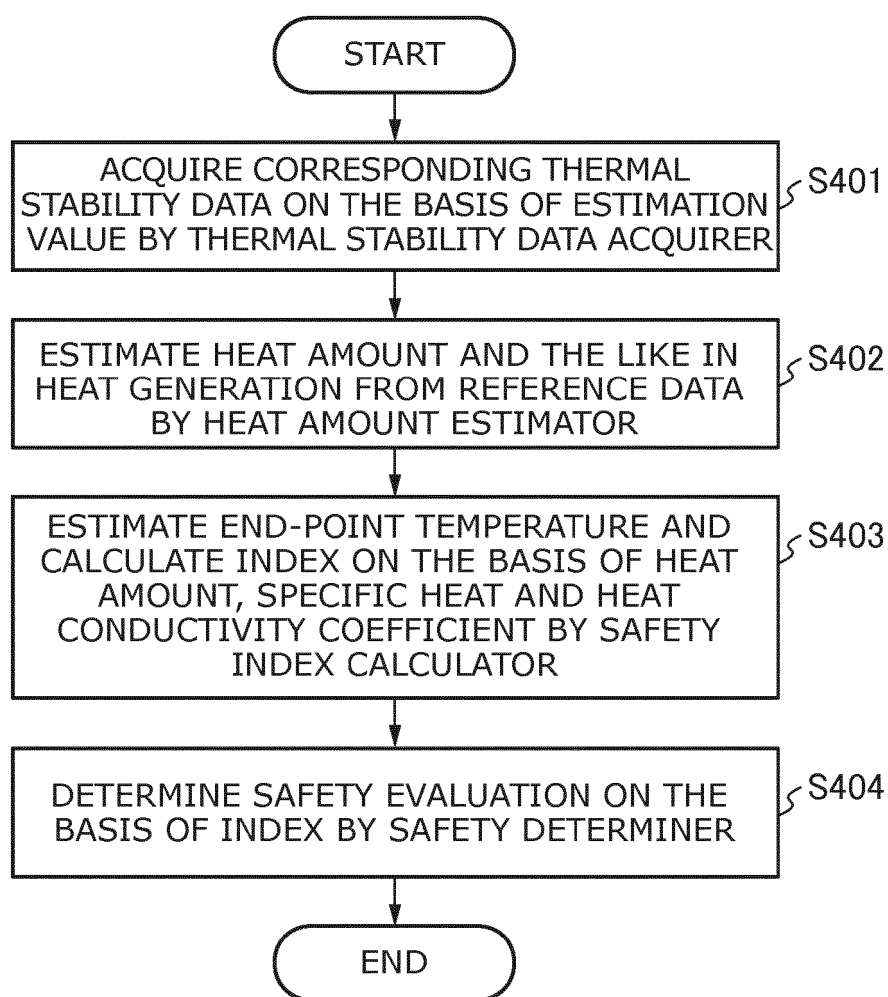 START
ACQUIRE CORRESPONDING THERMAL
STABILITY DATA ON THE BASIS OF ESTIMATION
VALUE BY THERMAL STABILITY DATA ACQUIRER
S401
ESTIMATE HEAT AMOUNT AND THE LIKE IN
HEAT GENERATION FROM REFERENCE DATA
BY HEAT AMOUNT ESTIMATOR
S402
ESTIMATE END-POINT TEMPERATURE AND
CALCULATE INDEX ON THE BASIS OF HEAT
AMOUNT, SPECIFIC HEAT AND HEAT
CONDUCTIVITY COEFFICIENT BY SAFETY
INDEX CALCULATOR
S403
DETERMINE SAFETY EVALUATION ON THE
BASIS OF INDEX BY SAFETY DETERMINER
S404
END